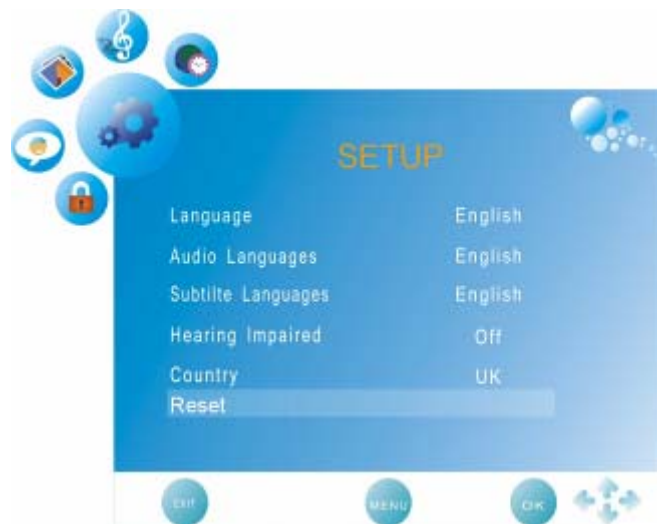 SETUP
Language English
Audio Languages English
Subtilte Languages English
Hearing Impaired Off
Country UK
Reset
EXIT MENU OK